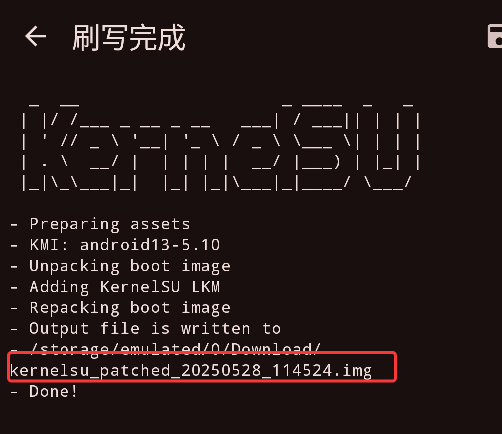 刷写完成
KernelSU
- Preparing assets
- KMI: android13-5.10
- Unpacking boot image
- Adding KernelSU LKM
- Repacking boot image
- Output file is written to
- /storage/emulated/0/Download/
kernelsu_patched_20250528_114524.img
- Done!